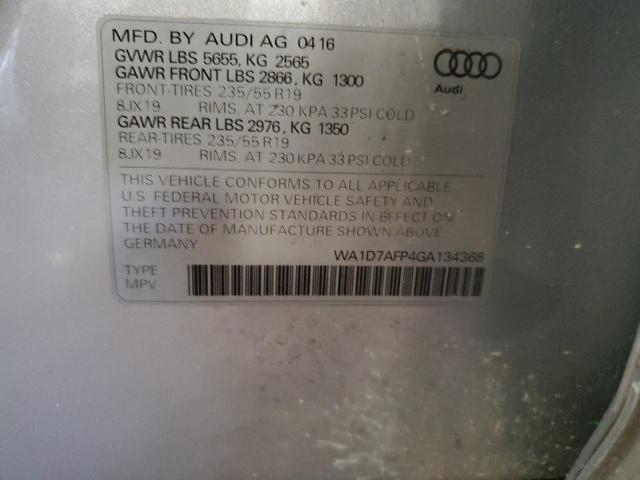 MFD. BY AUDI AG 04 16
GVWR LBS 5655, KG 2565
GAWR FRONT LBS 2866, KG 1300
FRONT-TIRES 235/55 R19
8JX19 RIMS, AT 230 KPA 33 PSI COLD
GAWR REAR LBS 2976, KG 1350
REAR-TIRES 235/55 R19
8JX19 RIMS, AT 230 KPA 33 PSI COLD
Audi
THIS VEHICLE CONFORMS TO ALL APPLICABLE
U.S. FEDERAL MOTOR VEHICLE SAFETY AND
THEFT PREVENTION STANDARDS IN EFFECT ON
THE DATE OF MANUFACTURE SHOWN ABOVE
GERMANY
WA1D7AFP4GA134368
TYPE
MPV